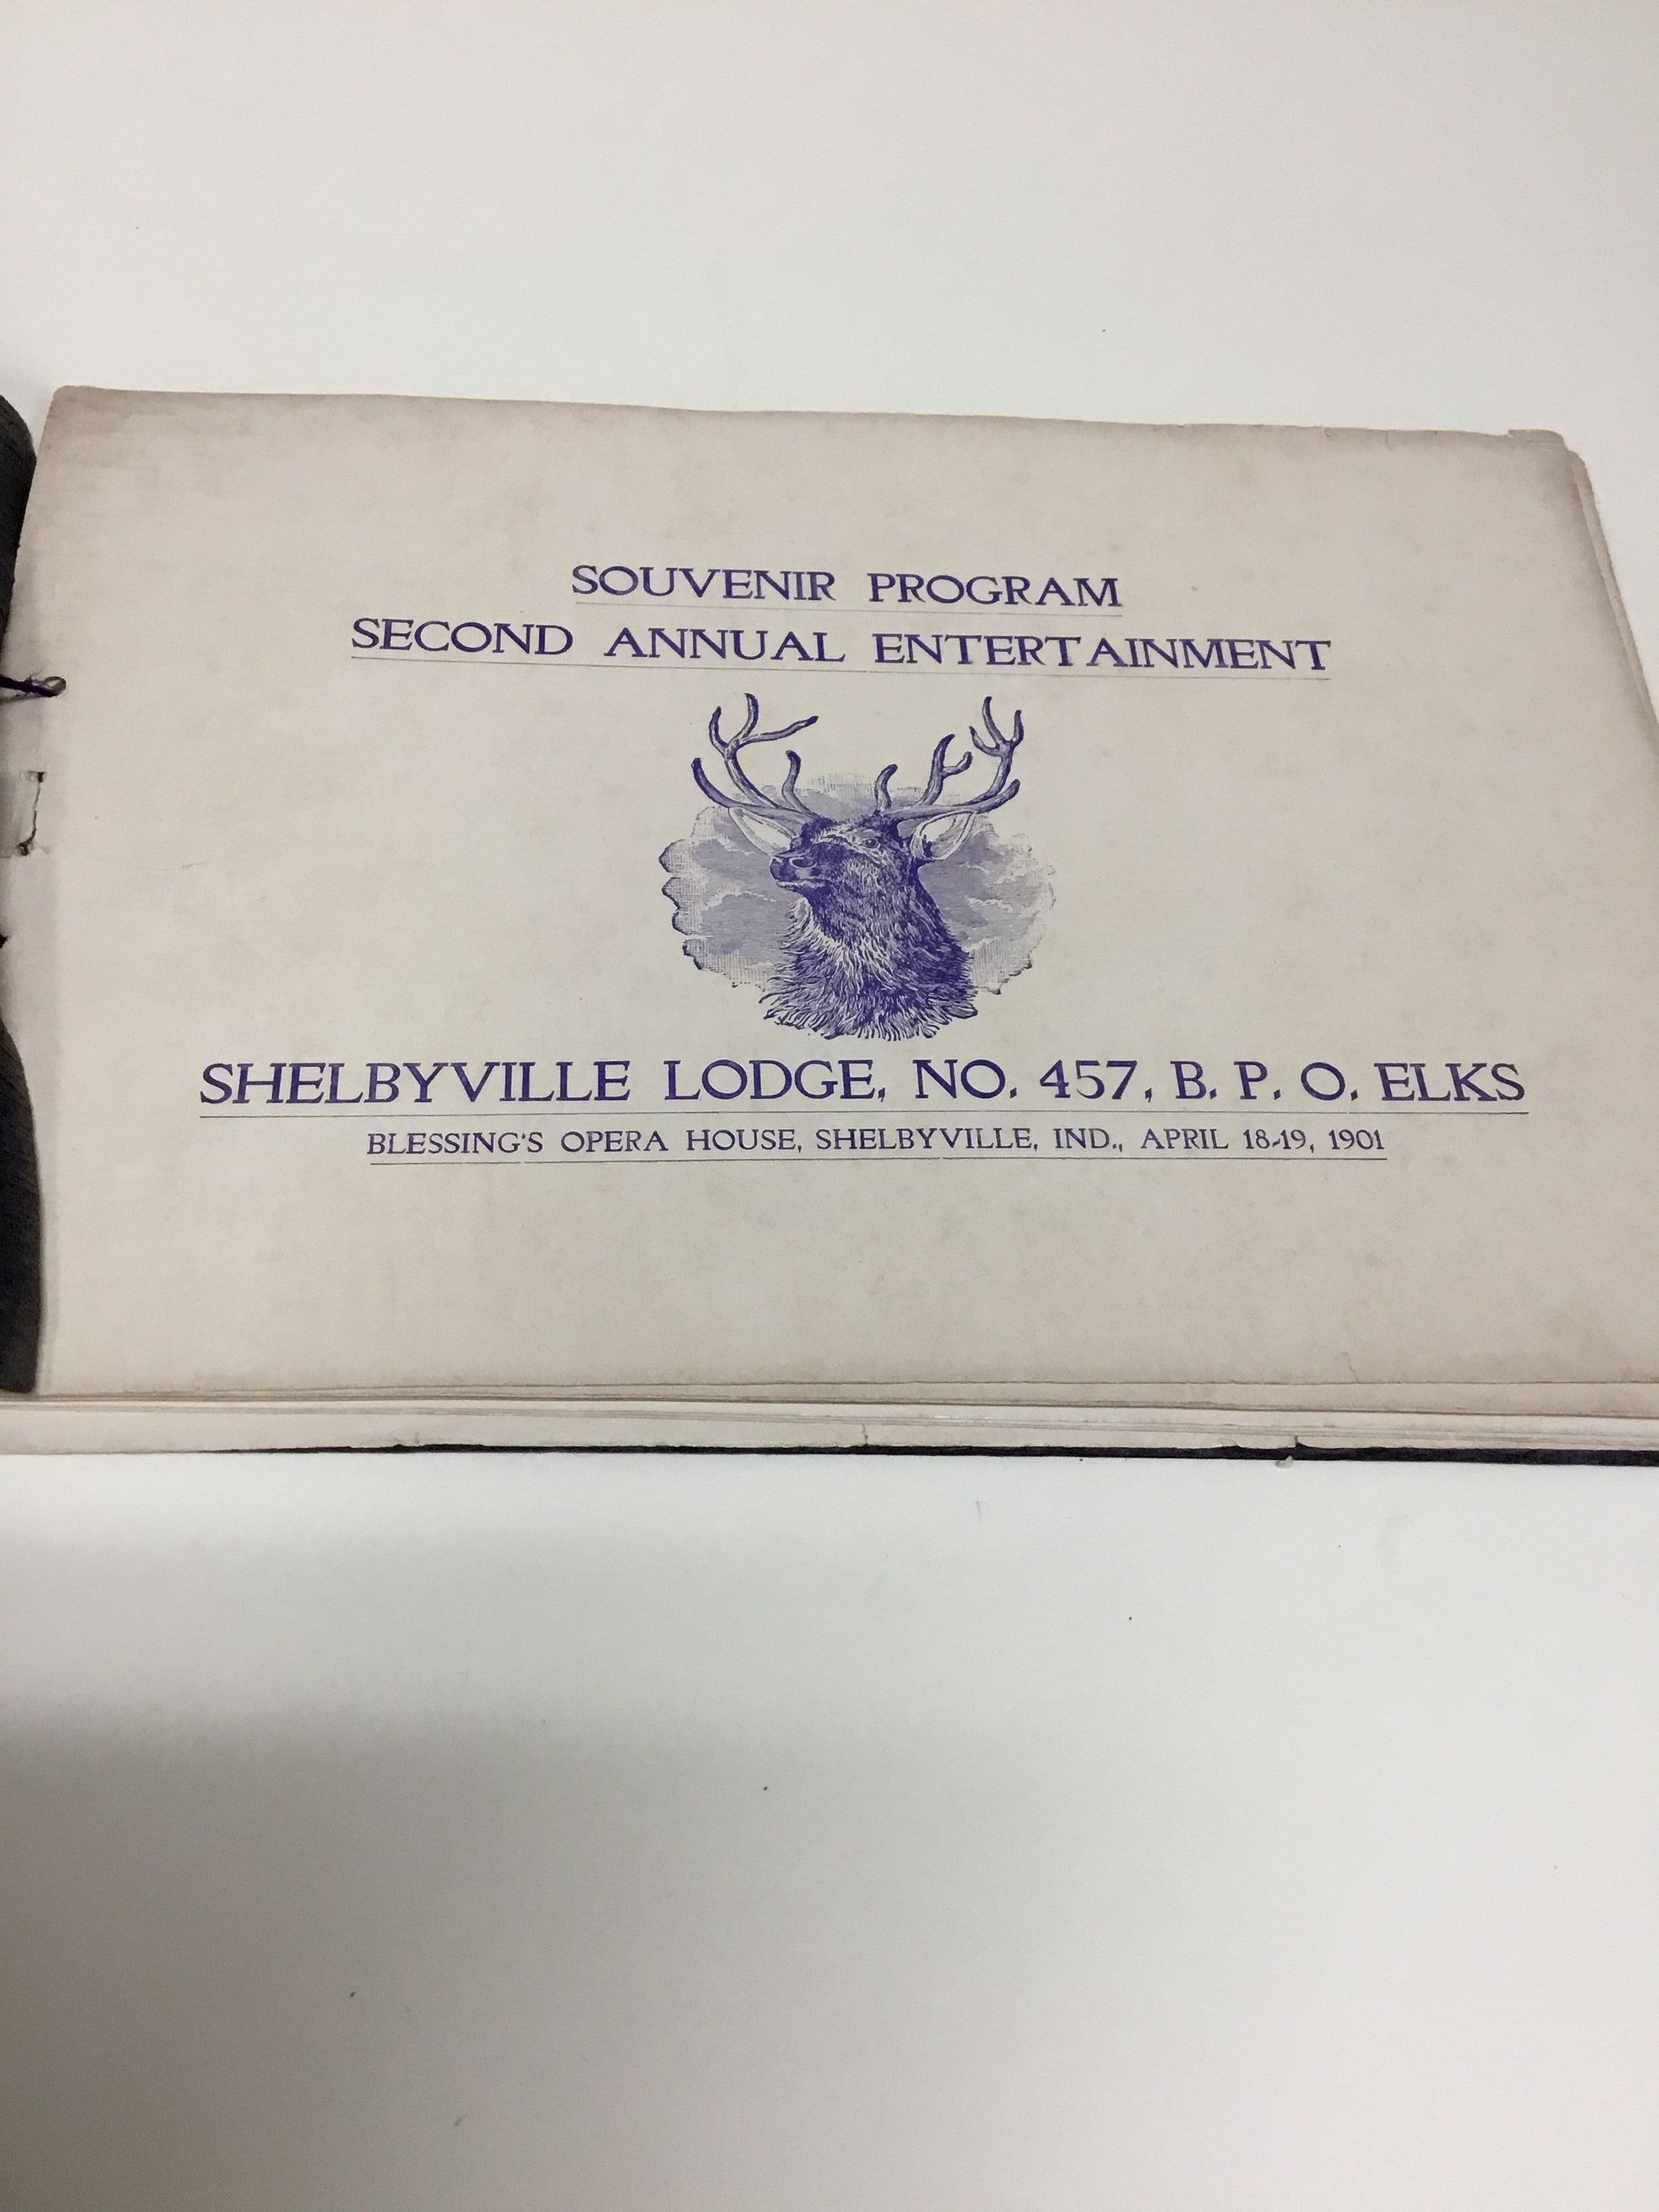 SOUVENIR PROGRAM
SECOND ANNUAL ENTERTAINMENT
SHELBYVILLE LODGE, NO. 457, B. P. O. ELKS
BLESSING'S OPERA HOUSE, SHELBYVILLE, IND., APRIL 18-19, 1901